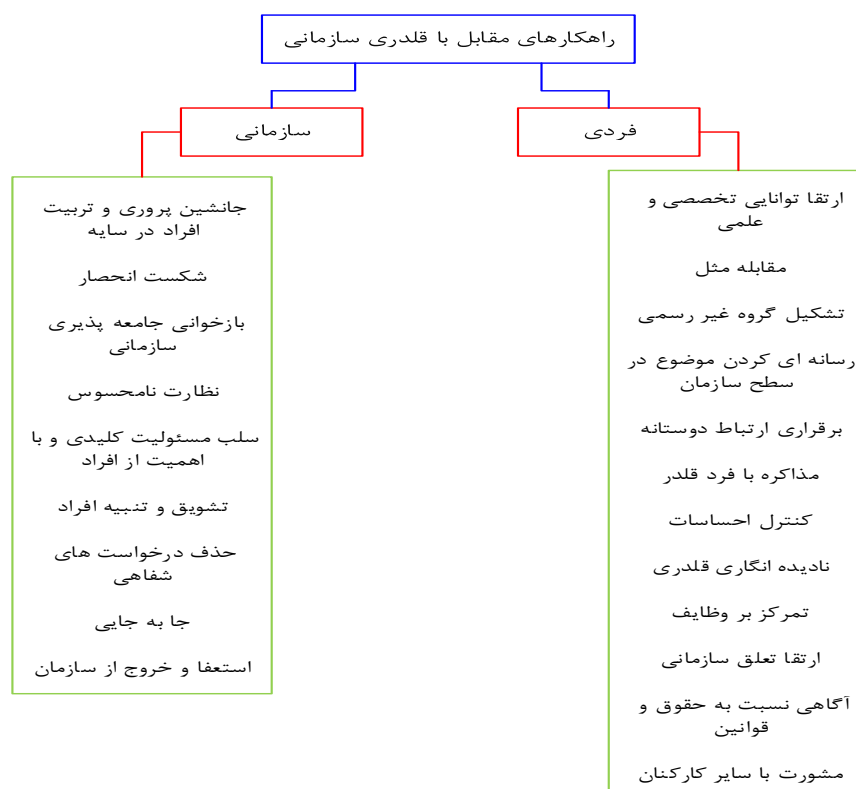 راهکارهای مقابل با قلدری سازمانی
فردی
سازمانی
ارتقا توانایی تخصصی و
علمی
مقابله مثل
تشکیل گروه غیر رسمی
رسانه ای کردن موضوع در
سطح سازمان
برقراری ارتباط دوستانه
مذاکره با فرد قلدر
کنترل احساسات
نادیده انگاری قلدری
تمرکز بر وظایف
ارتقا تعلق سازمانی
آگاهی نسبت به حقوق و
قوانین
مشورت با سایر کارکنان
جانشین پروری و تربیت
افراد در سایه
شکست انحصار
بازخوانی جامعه پذیری
سازمانی
نظارت نامحسوس
سلب مسئولیت کلیدی و با
اهمیت از افراد
تشویق و تنبیه افراد
حذف درخواست های
شفاهی
جا به جایی
استعفا و خروج از سازمان